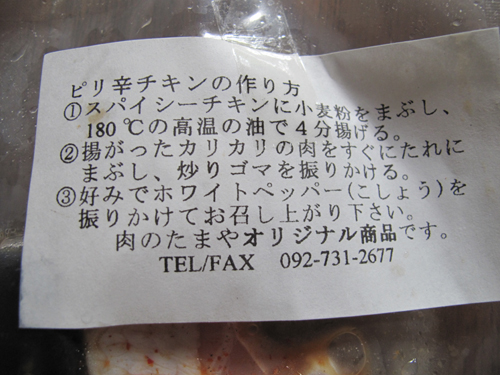 ピリ辛チキンの作り方
①スパイシーチキンに小麦粉をまぶし、
180℃の高温の油で4分揚げる。
②揚がったカリカリの肉をすぐにたれに
まぶし、炒りゴマを振りかける。
③好みでホワイトペッパー(こしょう)を
振りかけてお召し上がり下さい。
肉のたまやオリジナル商品です。
TEL/FAX 092-731-2677